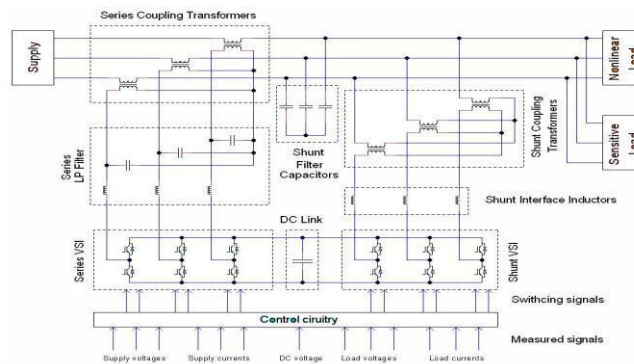 Series Coupling Transformers
Supply
Nonlinear
Load
Sensitive
Load
Shunt Coupling
Transformers
Shunt
Filter
Capacitors
Series
LP Filter
Shunt Interface Inductors
DC Link
Series VSI
Shunt VSI
Swithcing signals
Control ciruitry
Measured signals
Supply voltages
Supply currents
DC voltage
Load voltages
Load currents